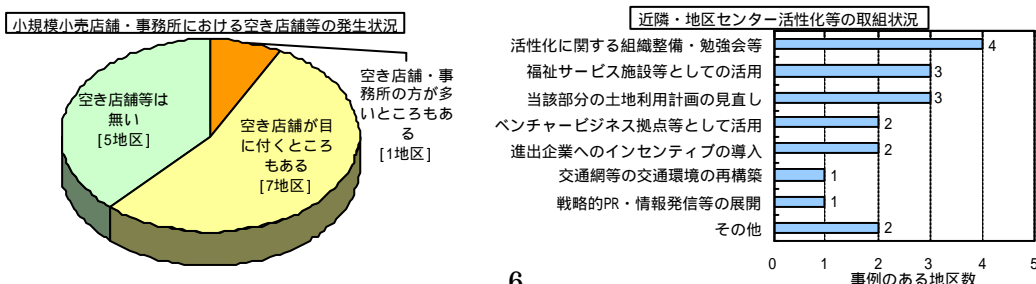 小規模小売店舗・事務所における空き店舗等の発生状況
空き店舗・事
務所の方が多
いところもあ
る
[1地区]
空き店舗等は
無い
[5地区]
空き店舗が目
に付くところ
もある
[7地区]
近隣・地区センター活性化等の取組状況
活性化に関する組織整備・勉強会等
4
福祉サービス施設等としての活用
3
当該部分の土地利用計画の見直し
3
ベンチャービジネス拠点等として活用
2
進出企業へのインセンティブの導入
2
交通網等の交通環境の再構築
1
戦略的PR・情報発信等の展開
1
その他
2
0 1 2 3 4 5
事例のある地区数
6